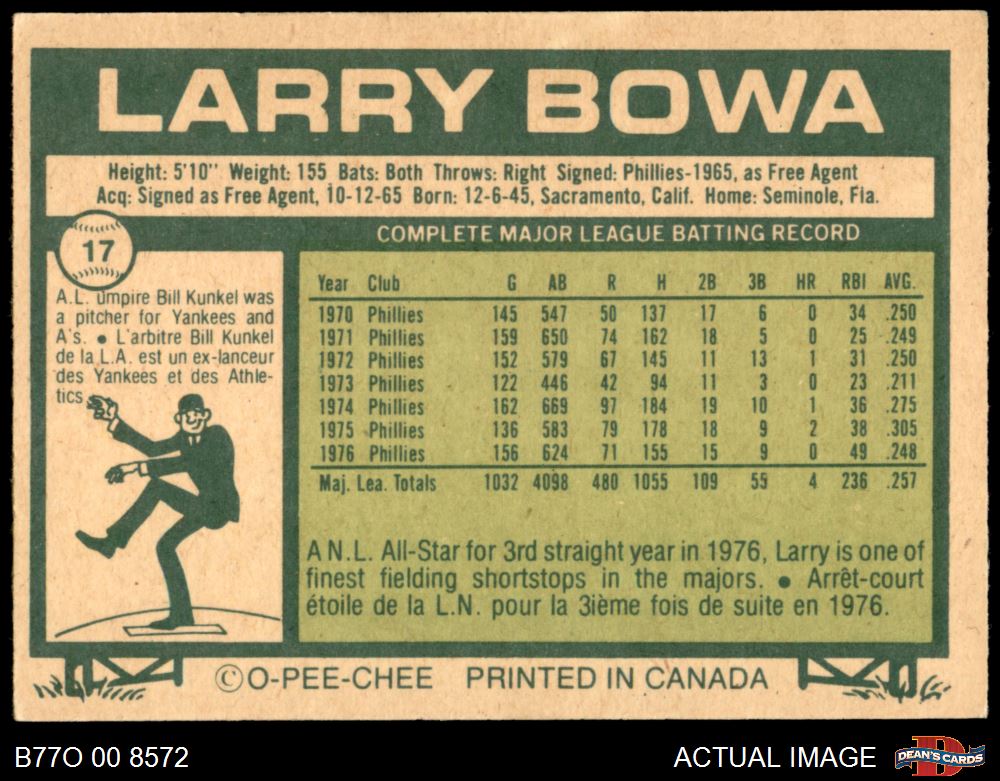 LARRY BOWA
Height: 5'10" Weight: 155 Bats: Both Throws: Right Signed: Phillies-1965, as Free Agent
Acq: Signed as Free Agent, 10-12-65 Born: 12-6-45, Sacramento, Calif. Home: Seminole, Fla.
17
A.L. umpire Bill Kunkel was
a pitcher for Yankees and
A's. ● L'arbitre Bill Kunkel
de la L.A. est un ex-lanceur
des Yankees et des Athle-
tics.
COMPLETE MAJOR LEAGUE BATTING RECORD
Year Club G AB R H 2B 3B HR RBI AVG.
1970 Phillies 145 547 50 137 17 6 0 34 .250
1971 Phillies 159 650 74 162 18 5 0 25 .249
1972 Phillies 152 579 67 145 11 13 1 31 .250
1973 Phillies 122 446 42 94 11 3 0 23 .211
1974 Phillies 162 669 97 184 19 10 1 36 .275
1975 Phillies 136 583 79 178 18 9 2 38 .305
1976 Phillies 156 624 71 155 15 9 0 49 .248
Maj. Lea. Totals 1032 4098 480 1055 109 55 4 236 .257
A N.L. All-Star for 3rd straight year in 1976, Larry is one of
finest fielding shortstops in the majors. ● Arrêt-court
étoile de la L.N. pour la 3ième fois de suite en 1976.
©O-PEE-CHEE PRINTED IN CANADA
B77O 00 8572
ACTUAL IMAGE
D
DEAN'S CARDS